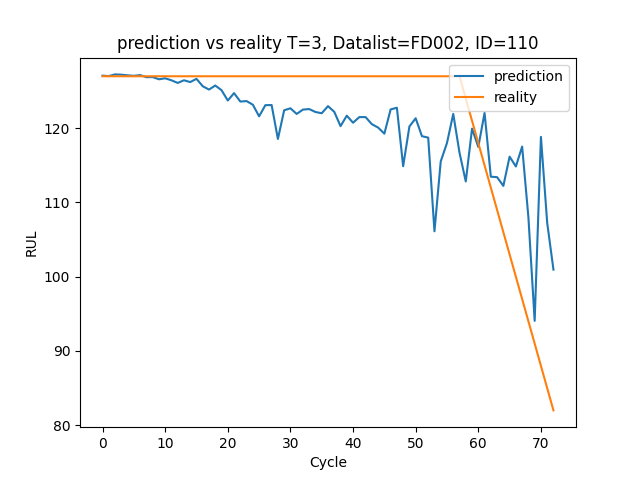 prediction vs reality T=3, Datalist=FD002, ID=110
prediction
reality
RUL
120
110
100
90
80
0 10 20 30 40 50 60 70
Cycle